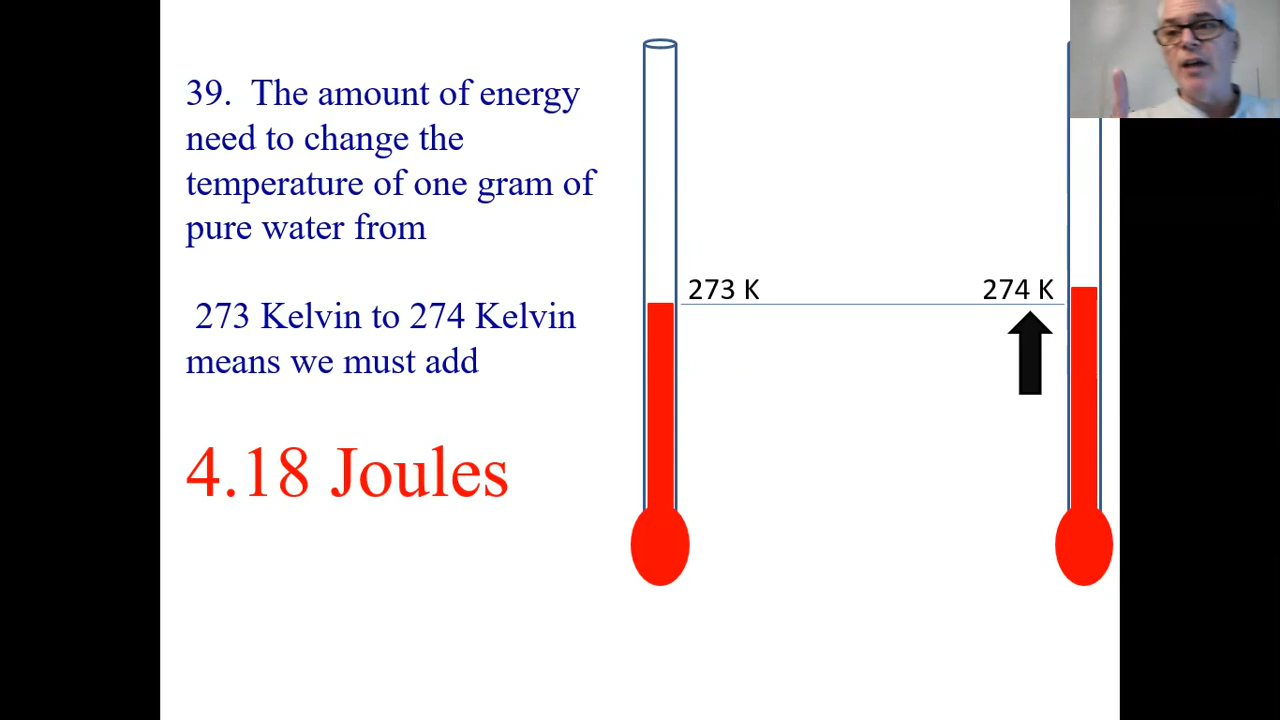 39. The amount of energy
need to change the
temperature of one gram of
pure water from
273 Kelvin to 274 Kelvin
means we must add
4.18 Joules
273 K
274 K